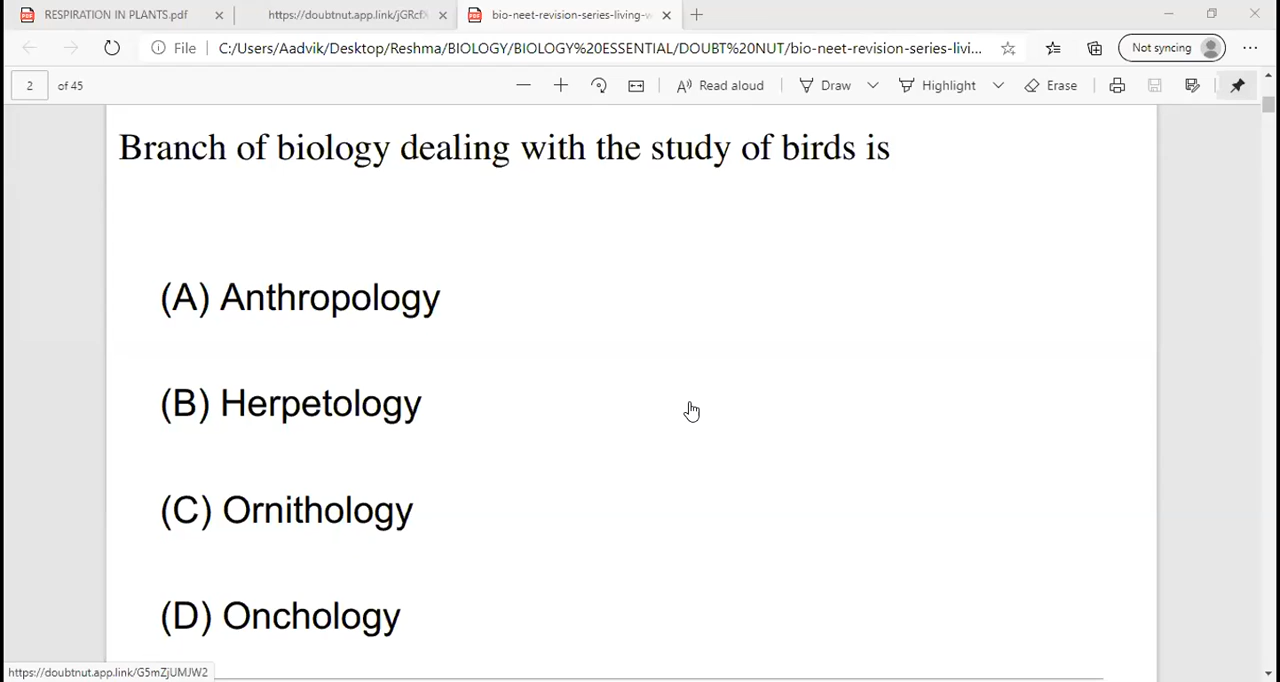 RESPIRATION IN PLANTS.pdf
https://doubtnut.app.link/jGRcf
bio-neet-revision-series-living-
File
C:/Users/Aadvik/Desktop/Reshma/BIOLOGY/BIOLOGY%20ESSENTIAL/DOUBT%20NUT/bio-neet-revision-series-livi...
Not syncing
2 of 45
Read aloud
Draw
Highlight
Erase
Branch of biology dealing with the study of birds is
(A) Anthropology
(B) Herpetology
(C) Ornithology
(D) Onchology
https://doubtnut.app.link/G5mZjUMJW2